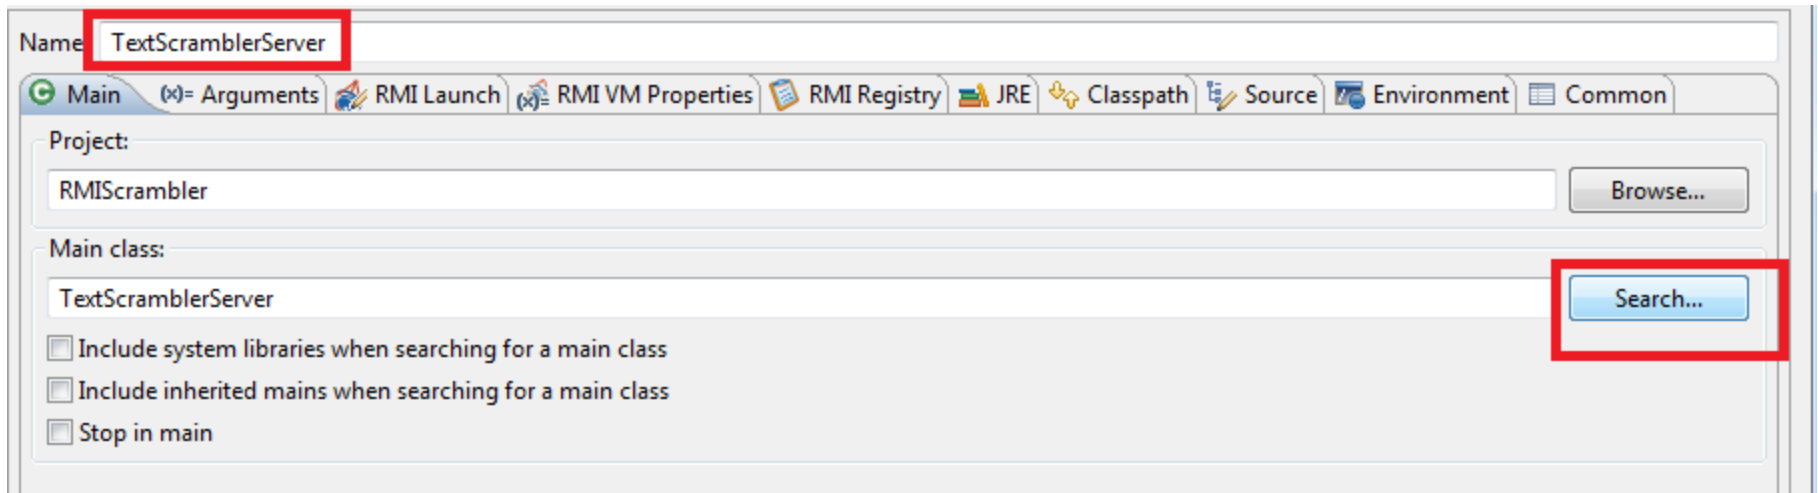 Name: TextScramblerServer
Main (x)= Arguments RMI Launch (x)= RMI VM Properties RMI Registry JRE Classpath Source Environment Common
Project:
RMIScrambler Browse...
Main class:
TextScramblerServer Search...
Include system libraries when searching for a main class
Include inherited mains when searching for a main class
Stop in main